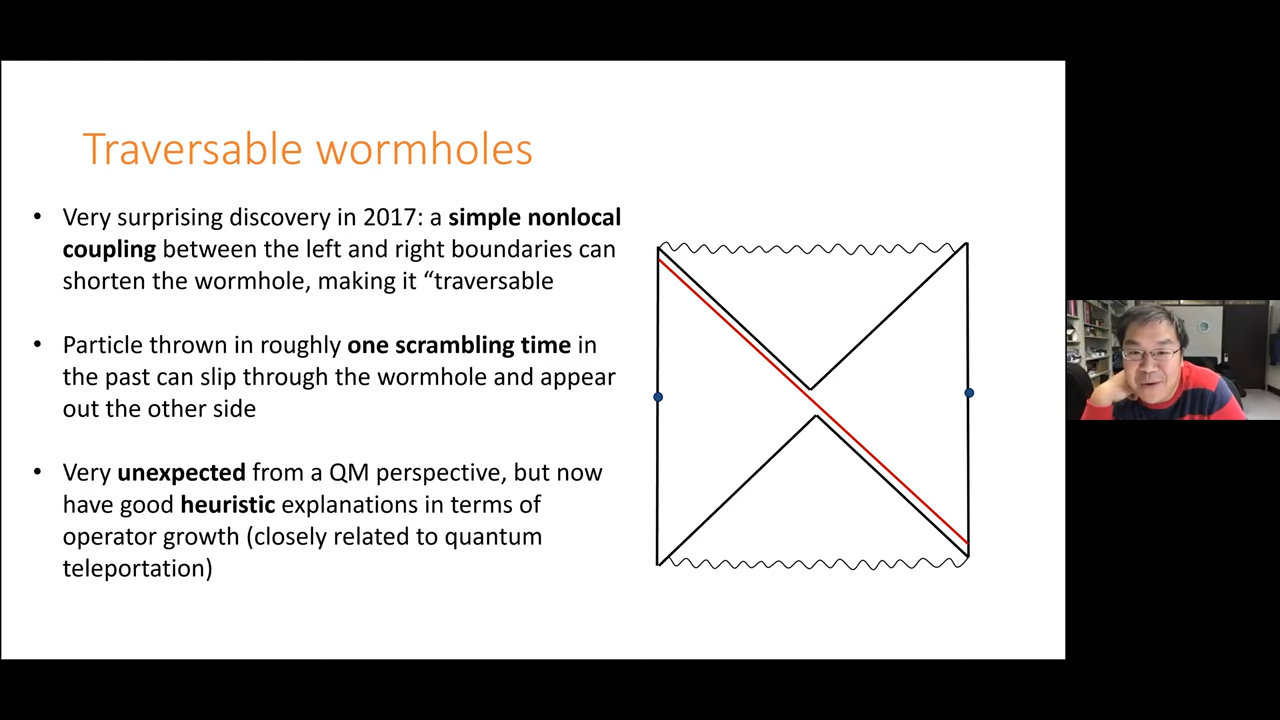 Traversable wormholes
• Very surprising discovery in 2017: a simple nonlocal
coupling between the left and right boundaries can
shorten the wormhole, making it “traversable
• Particle thrown in roughly one scrambling time in
the past can slip through the wormhole and appear
out the other side
• Very unexpected from a QM perspective, but now
have good heuristic explanations in terms of
operator growth (closely related to quantum
teleportation)